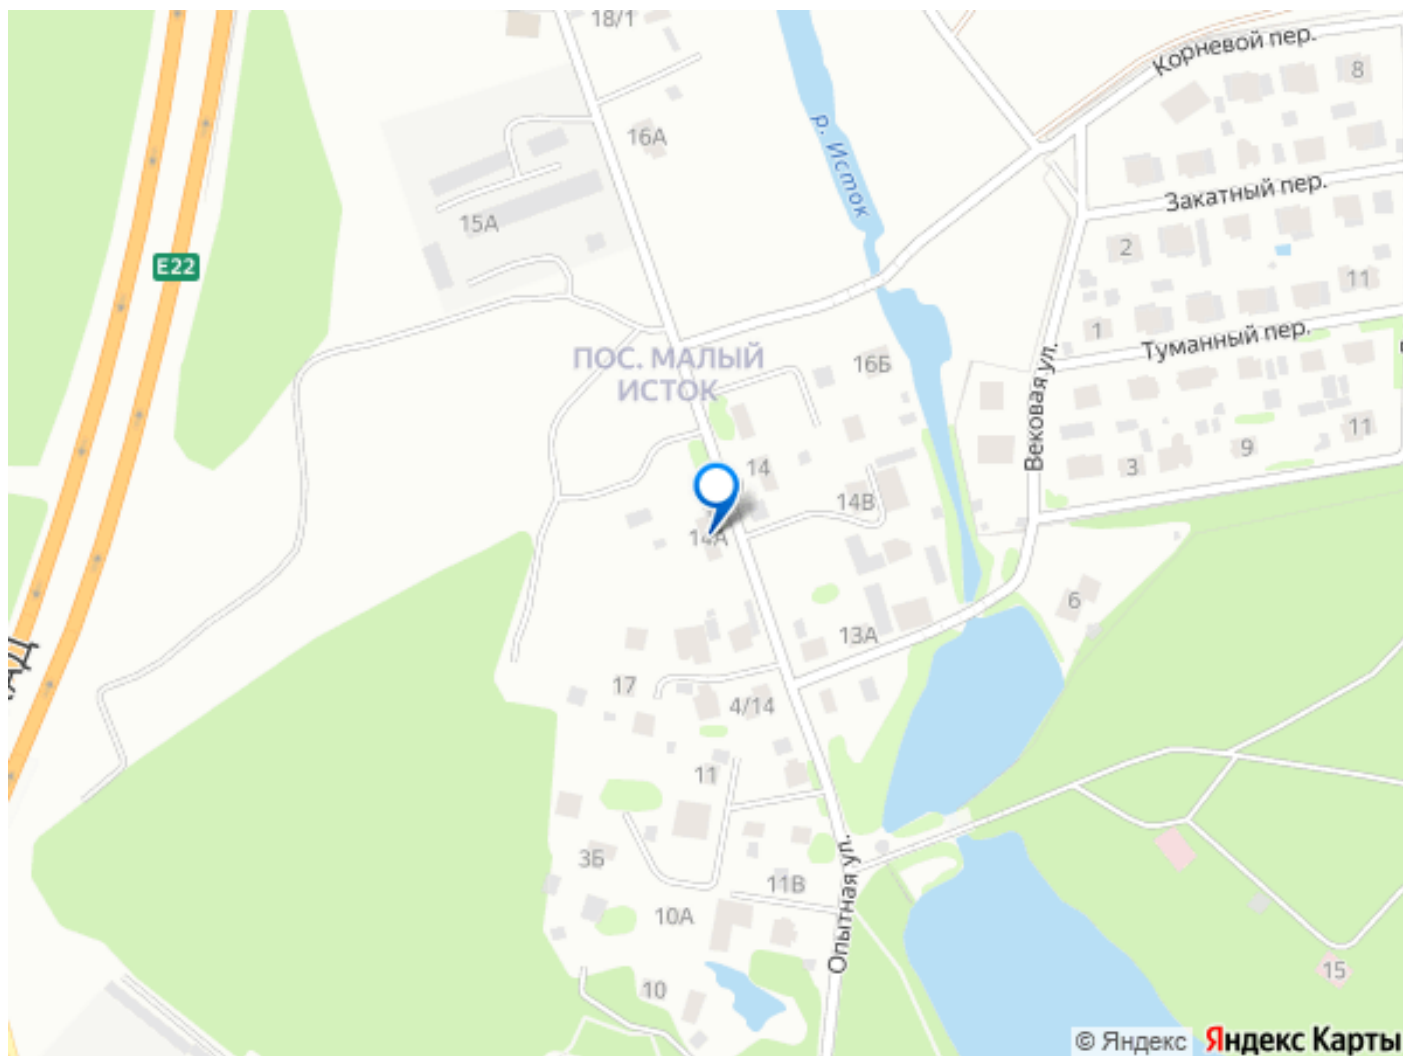 18/1
Корневой пер.
8
16А
р. Исток
Закатный пер.
15А
2
E22
11
1
Туманный пер.
ПОС. МАЛЫЙ
ИСТОК
16Б
Вековая ул.
11
9
14
3
14В
14А
6
13А
17
4/14
11
3Б
11В
Опытная ул.
10А
15
10
© Яндекс
Яндекс Карты